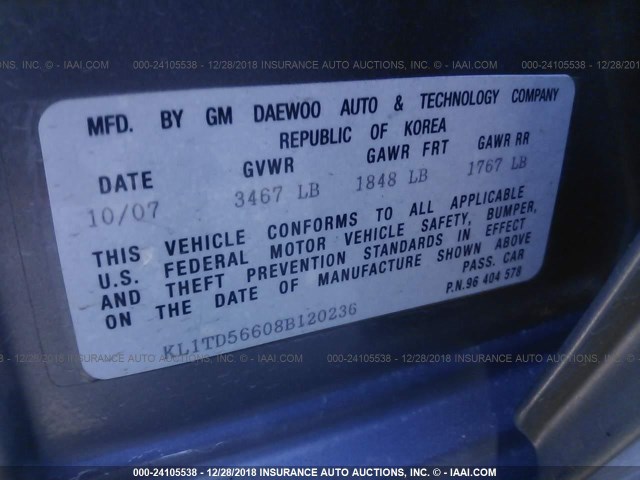 000-24105538 - 12/28/2018 INSURANCE AUTO AUCTIONS, INC. - IAAI.COM
MFD. BY GM DAEWOO AUTO & TECHNOLOGY COMPANY
REPUBLIC OF KOREA
DATE GVWR GAWR FRT GAWR RR
10/07 3467 LB 1848 LB 1767 LB
THIS VEHICLE CONFORMS TO ALL APPLICABLE
U.S. FEDERAL MOTOR VEHICLE SAFETY, BUMPER,
AND THEFT PREVENTION STANDARDS IN EFFECT
ON THE DATE OF MANUFACTURE SHOWN ABOVE
PASS. CAR
P.N.96 404 578
KL1TD56608B120236
000-24105538 - 12/28/2018 INSURANCE AUTO AUCTIONS, INC. - IAAI.COM
000-24105538 - 12/28/2018 INSURANCE AUTO AUCTIONS, INC. - IAAI.COM